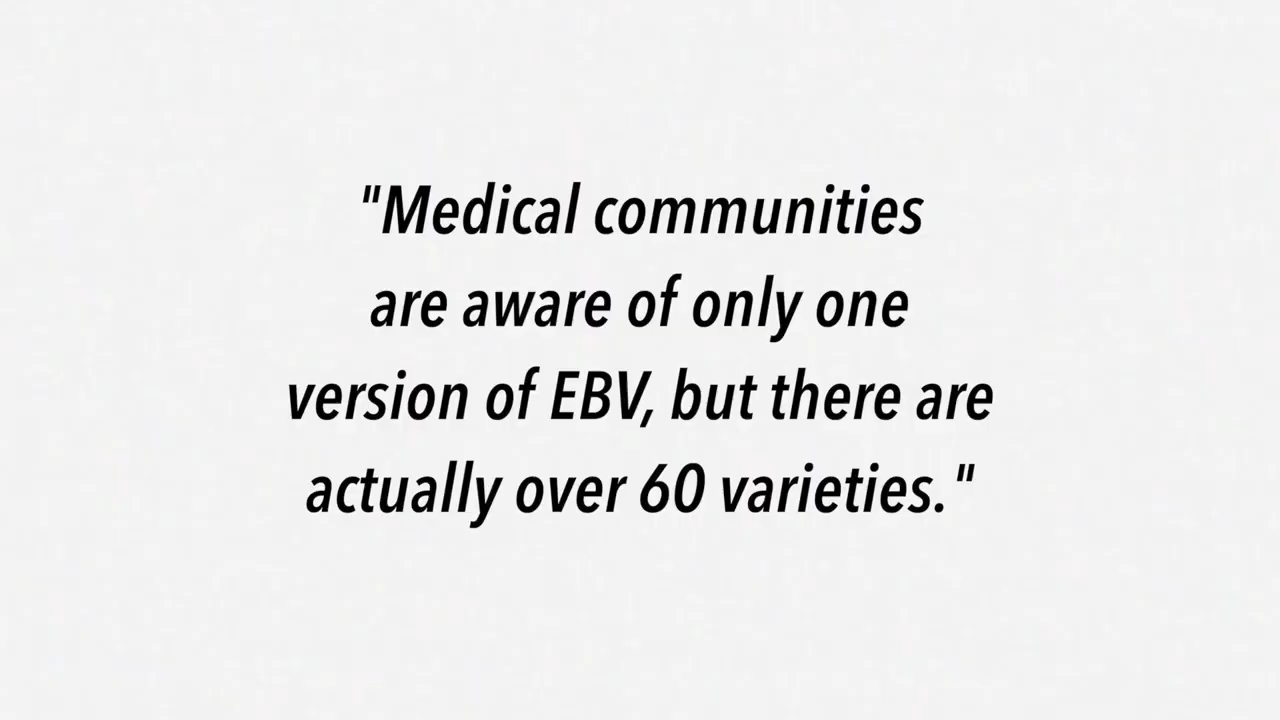 "Medical communities
are aware of only one
version of EBV, but there are
actually over 60 varieties."